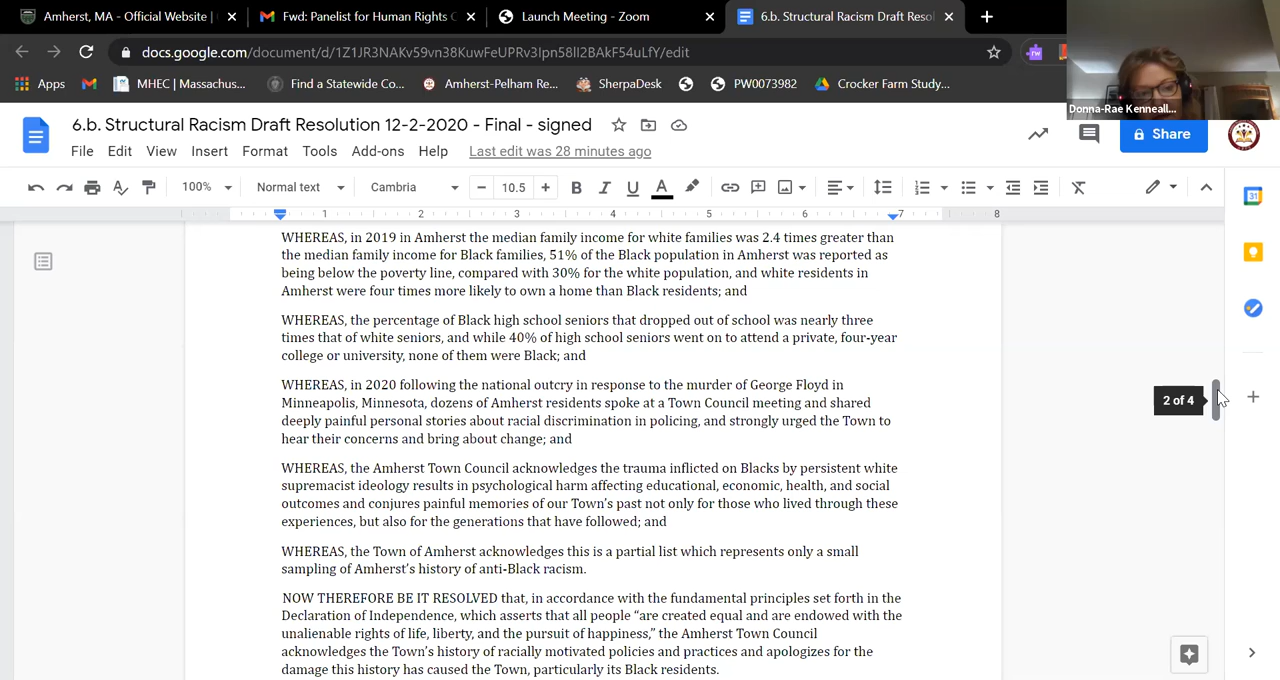 Amherst, MA - Official Website |
Fwd: Panelist for Human Rights C
Launch Meeting - Zoom
6.b. Structural Racism Draft Resol
docs.google.com/document/d/1Z1JR3NAKv59vn38KuwFeUPRv3Ipn58lI2BAkF54uLfY/edit
Apps
MHEC | Massachus...
Find a Statewide Co...
Amherst-Pelham Re...
SherpaDesk
PW0073982
Crocker Farm Study...
Donna-Rae Kenneall...
6.b. Structural Racism Draft Resolution 12-2-2020 - Final - signed
Share
File Edit View Insert Format Tools Add-ons Help Last edit was 28 minutes ago
100% Normal text Cambria 10.5 B I U A
1 2 3 4 5 6 7 8
31
WHEREAS, in 2019 in Amherst the median family income for white families was 2.4 times greater than
the median family income for Black families, 51% of the Black population in Amherst was reported as
being below the poverty line, compared with 30% for the white population, and white residents in
Amherst were four times more likely to own a home than Black residents; and
WHEREAS, the percentage of Black high school seniors that dropped out of school was nearly three
times that of white seniors, and while 40% of high school seniors went on to attend a private, four-year
college or university, none of them were Black; and
WHEREAS, in 2020 following the national outcry in response to the murder of George Floyd in
Minneapolis, Minnesota, dozens of Amherst residents spoke at a Town Council meeting and shared
deeply painful personal stories about racial discrimination in policing, and strongly urged the Town to
hear their concerns and bring about change; and
2 of 4
WHEREAS, the Amherst Town Council acknowledges the trauma inflicted on Blacks by persistent white
supremacist ideology results in psychological harm affecting educational, economic, health, and social
outcomes and conjures painful memories of our Town's past not only for those who lived through these
experiences, but also for the generations that have followed; and
WHEREAS, the Town of Amherst acknowledges this is a partial list which represents only a small
sampling of Amherst's history of anti-Black racism.
NOW THEREFORE BE IT RESOLVED that, in accordance with the fundamental principles set forth in the
Declaration of Independence, which asserts that all people “are created equal and are endowed with the
unalienable rights of life, liberty, and the pursuit of happiness,” the Amherst Town Council
acknowledges the Town's history of racially motivated policies and practices and apologizes for the
damage this history has caused the Town, particularly its Black residents.